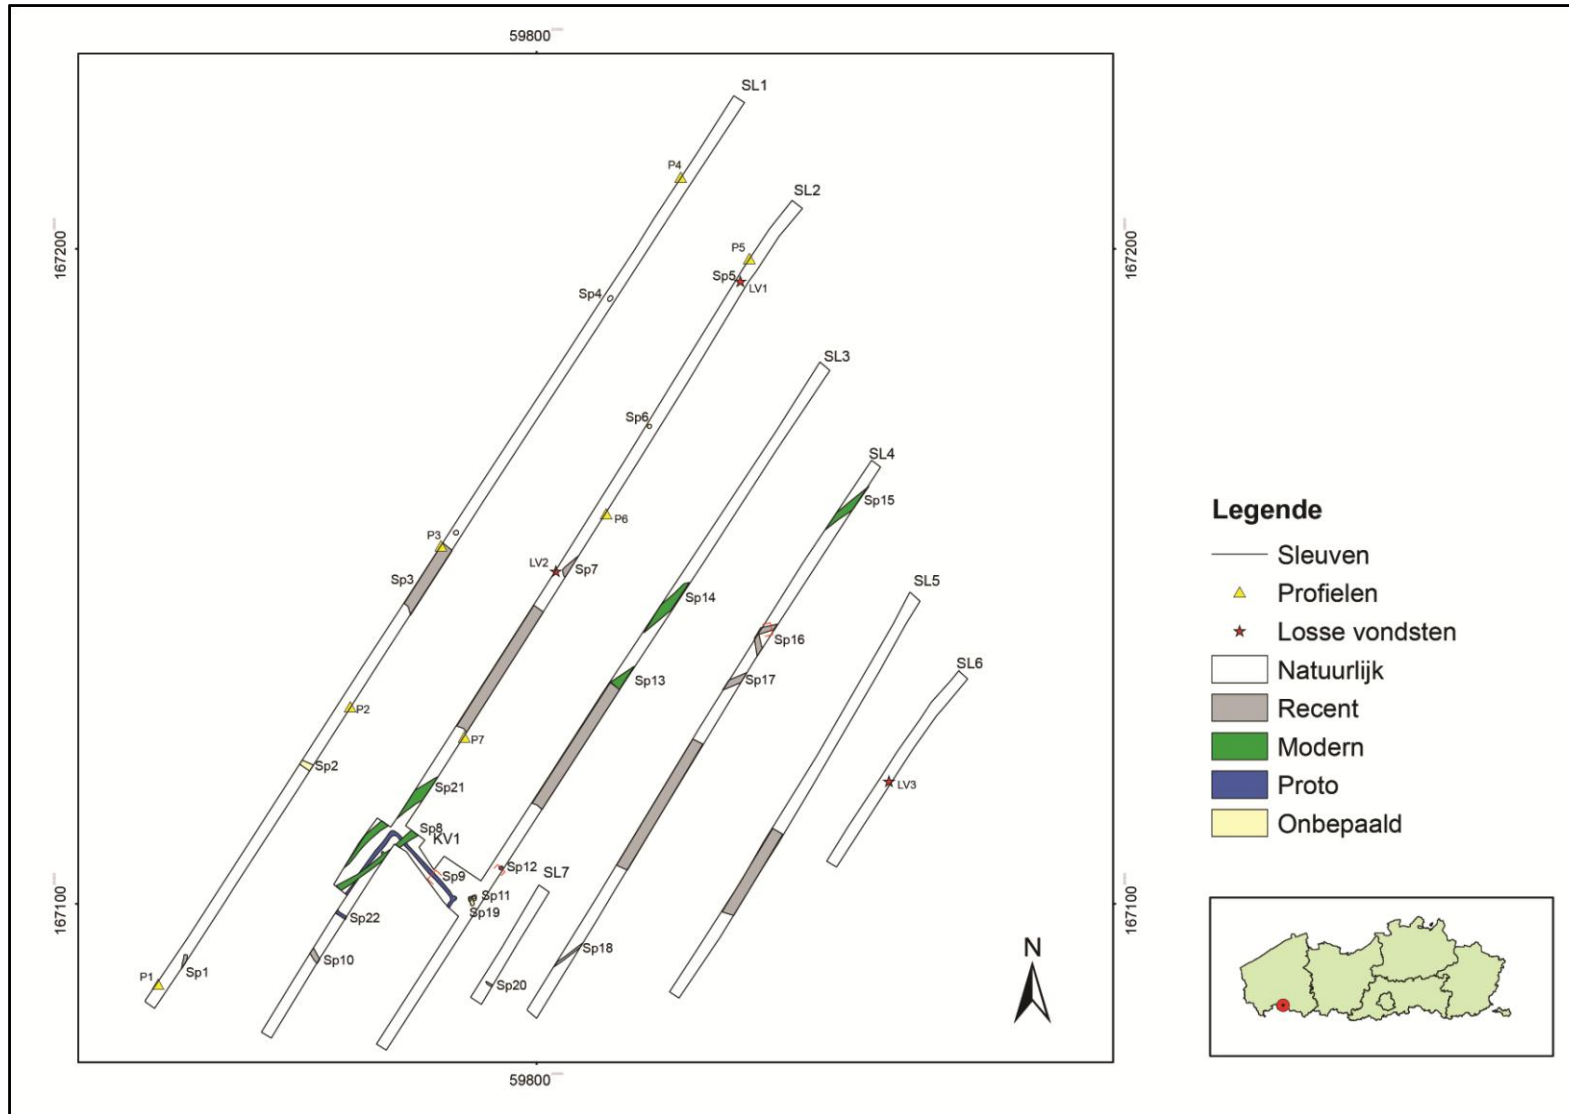 59800
SL1
P4
SL2
167200
167200
P5
Sp5
LV1
Sp4
SL3
Sp6
SL4
Sp15
P6
P3
LV2
Sp7
Sp3
SL5
Sp14
Sp16
SL6
Sp13
Sp17
P2
P7
Sp2
Sp21
LV3
Sp8
KV1
Sp12
Sp9
SL7
Sp11
167100
167100
Sp19
Sp22
Sp18
Sp10
Sp1
P1
Sp20
N
59800
Legende
Sleuven
Profielen
Losse vondsten
Natuurlijk
Recent
Modern
Proto
Onbepaald